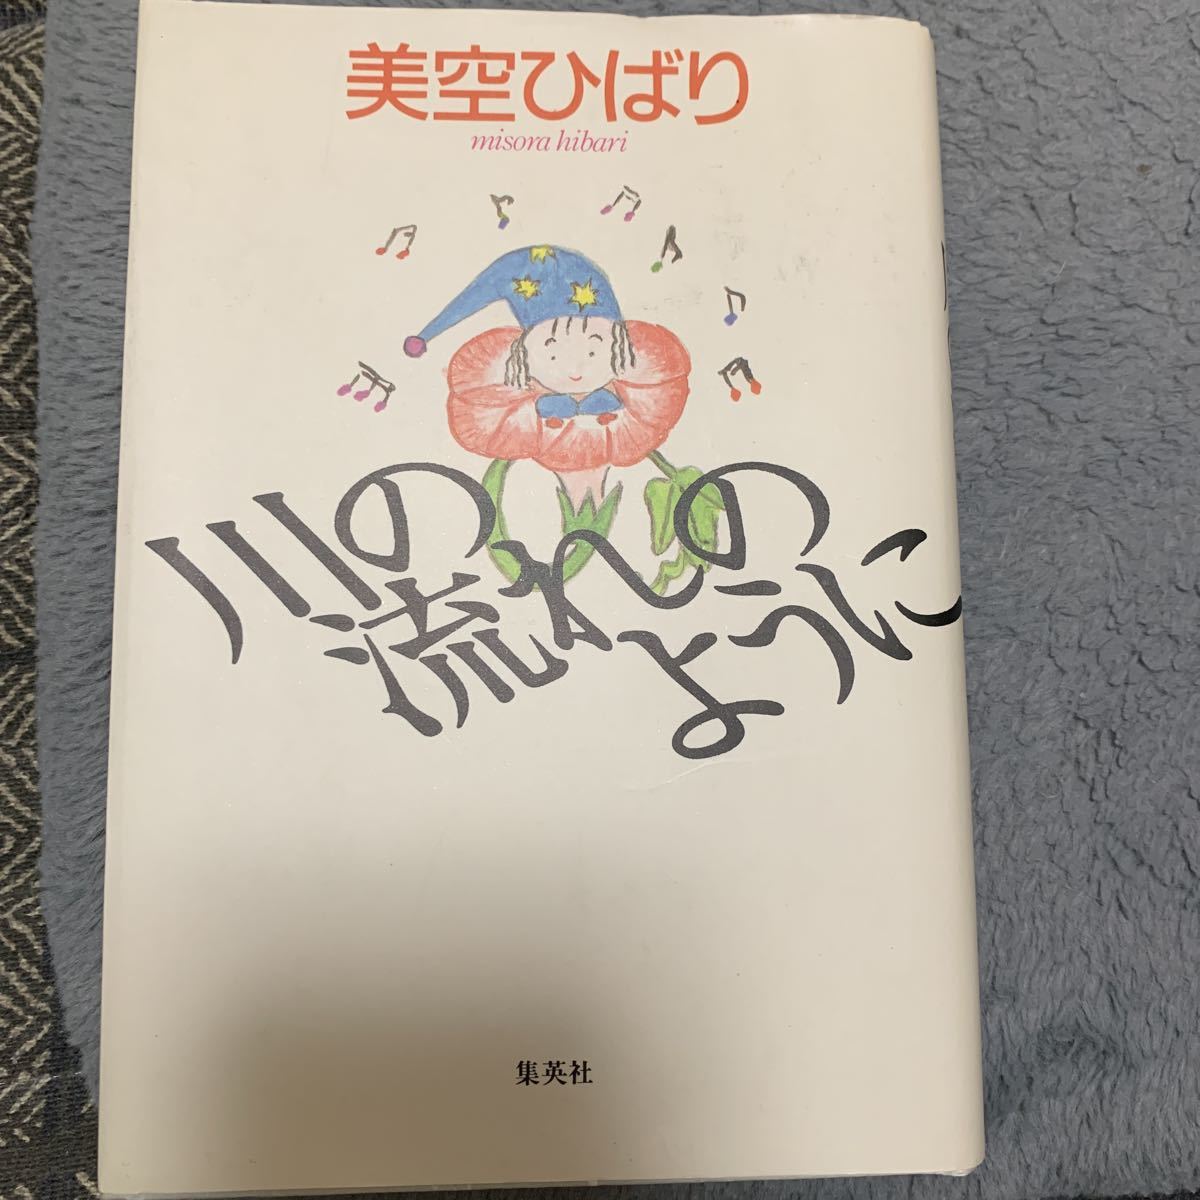 美空ひばり
misora hibari
川の
流れの
ように
集英社